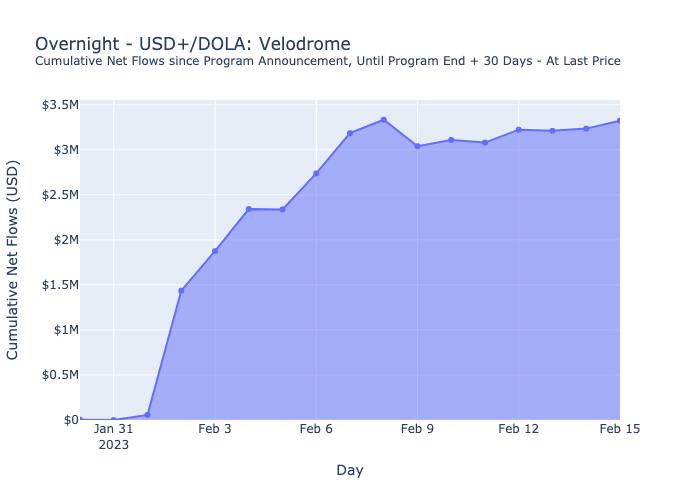 Overnight - USD+/DOLA: Velodrome
Cumulative Net Flows since Program Announcement, Until Program End + 30 Days - At Last Price
Cumulative Net Flows (USD)
$3.5M
$3M
$2.5M
$2M
$1.5M
$1M
$0.5M
$0
Jan 31 Feb 3 Feb 6 Feb 9 Feb 12 Feb 15
2023
Day